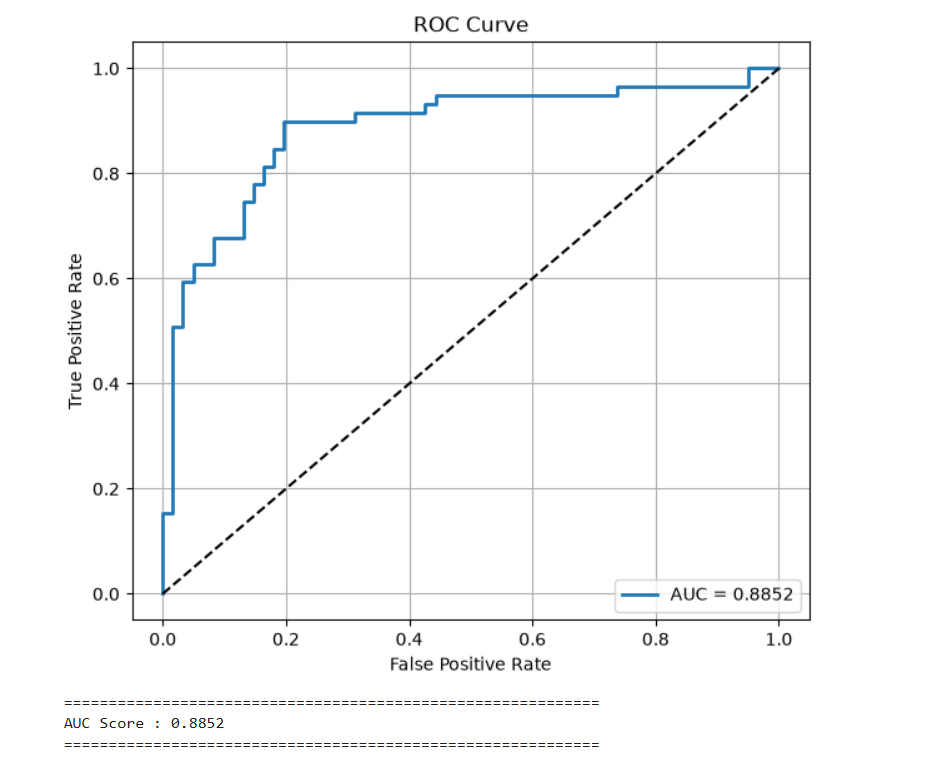 ROC Curve
1.0
0.8
0.6
0.4
0.2
0.0
True Positive Rate
AUC = 0.8852
0.0 0.2 0.4 0.6 0.8 1.0
False Positive Rate
============================================================
AUC Score : 0.8852
============================================================